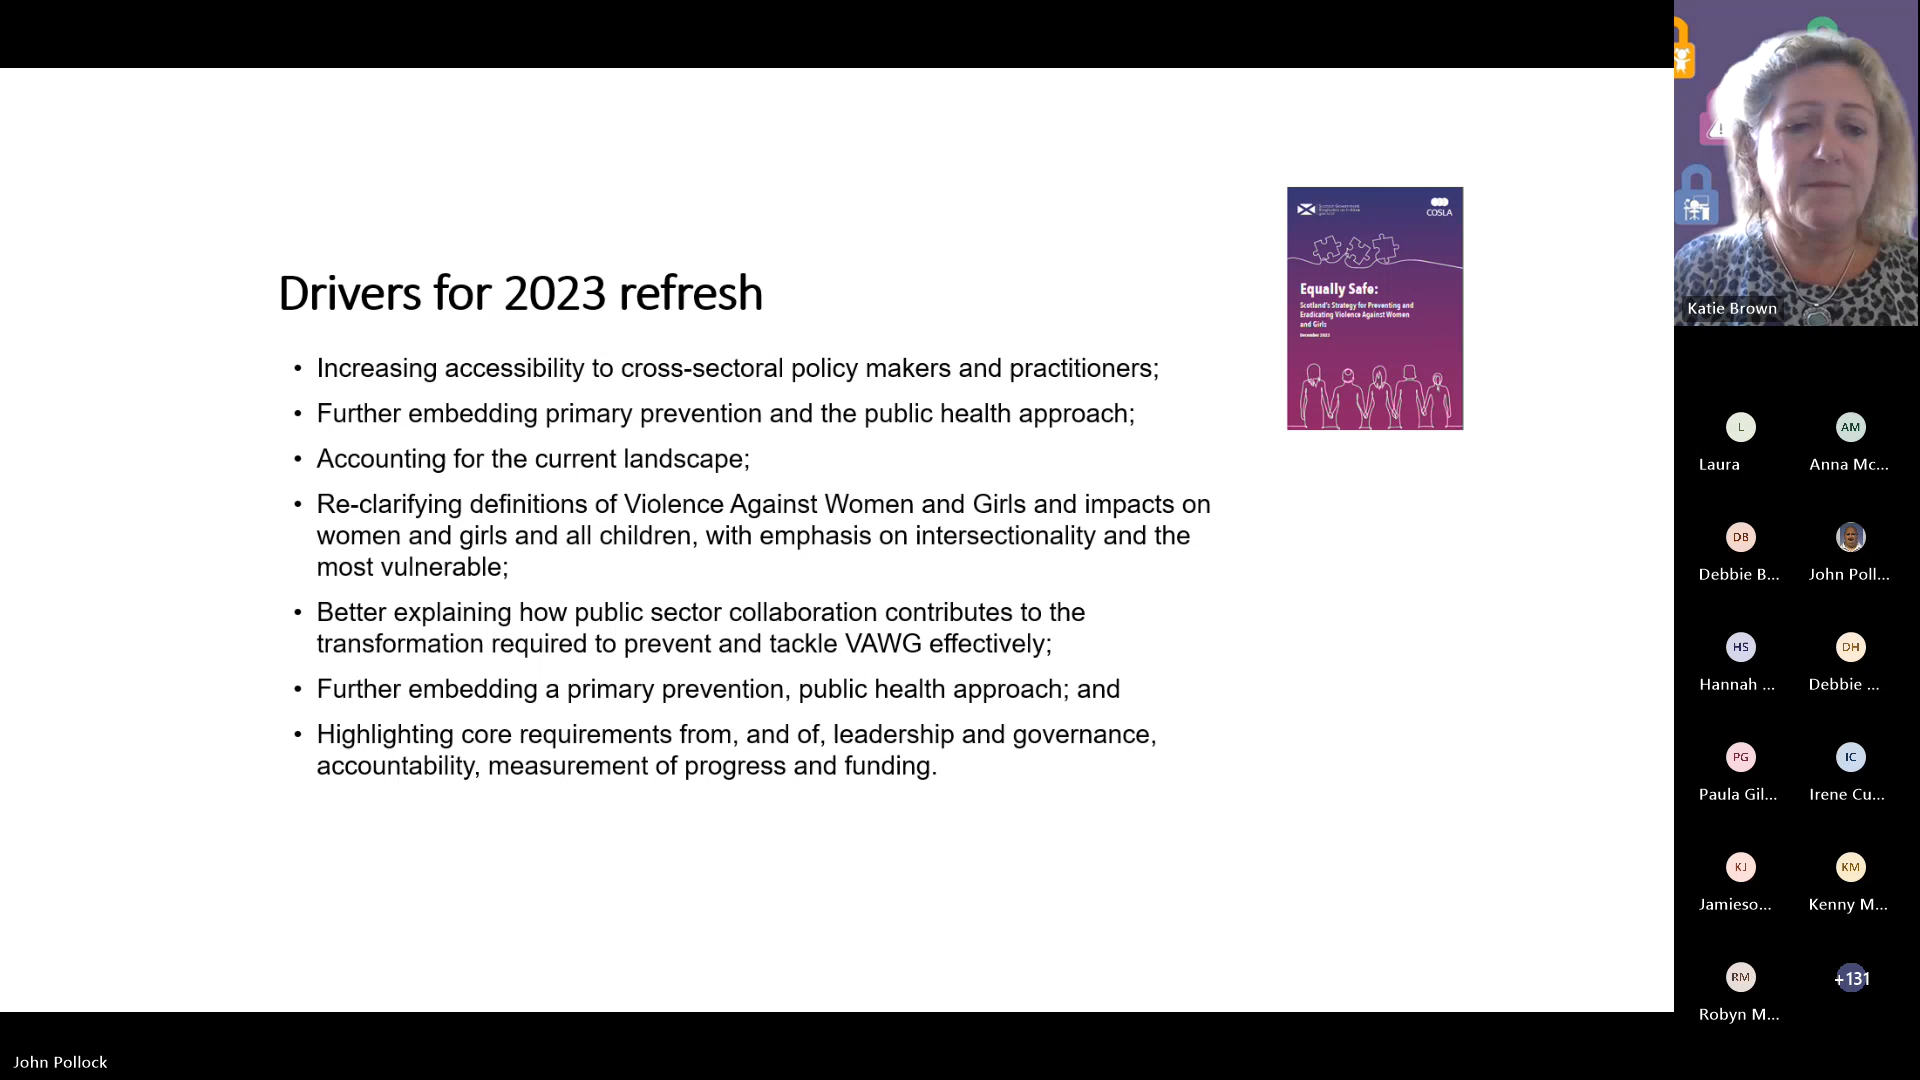 Drivers for 2023 refresh
• Increasing accessibility to cross-sectoral policy makers and practitioners;
• Further embedding primary prevention and the public health approach;
• Accounting for the current landscape;
• Re-clarifying definitions of Violence Against Women and Girls and impacts on
women and girls and all children, with emphasis on intersectionality and the
most vulnerable;
• Better explaining how public sector collaboration contributes to the
transformation required to prevent and tackle VAWG effectively;
• Further embedding a primary prevention, public health approach; and
• Highlighting core requirements from, and of, leadership and governance,
accountability, measurement of progress and funding.
COSLA
Equally Safe:
Scotland's Strategy for Preventing and
Eradicating Violence Against Women
and Girls
December 2023
Katie Brown
L
Laura
AM
Anna Mc...
DB
Debbie B...
John Poll...
HS
Hannah ...
DH
Debbie ...
PG
Paula Gil...
IC
Irene Cu...
KJ
Jamieso...
KM
Kenny M...
RM
Robyn M...
+131
John Pollock